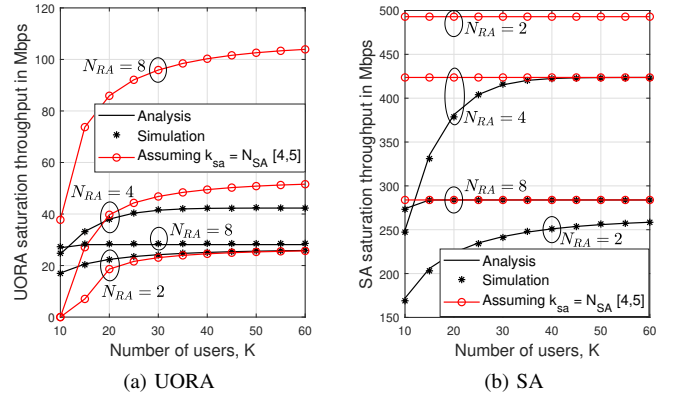 UORA saturation throughput in Mbps
120
100
80
60
40
20
0
N_RA = 8
Analysis
Simulation
Assuming k_sa = N_SA [4,5]
N_RA = 4
N_RA = 8
N_RA = 2
10 20 30 40 50 60
Number of users, K
(a) UORA
SA saturation throughput in Mbps
500
450
400
350
300
250
200
150
N_RA = 2
N_RA = 4
N_RA = 8
N_RA = 2
Analysis
Simulation
Assuming k_sa = N_SA [4,5]
10 20 30 40 50 60
Number of users, K
(b) SA